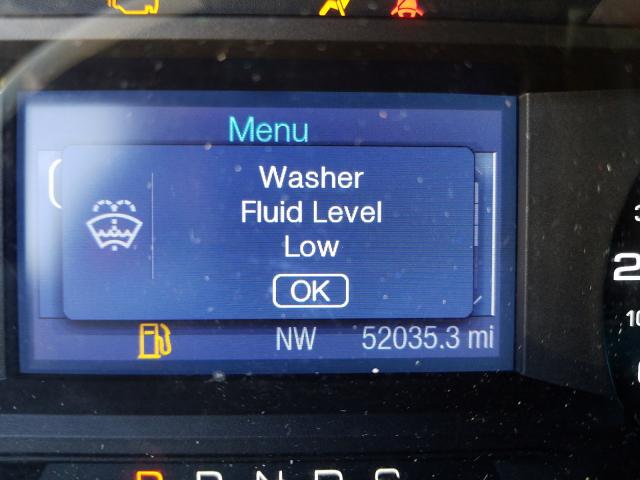 Menu
Washer
Fluid Level
Low
OK
NW 52035.3 mi
P R N D S